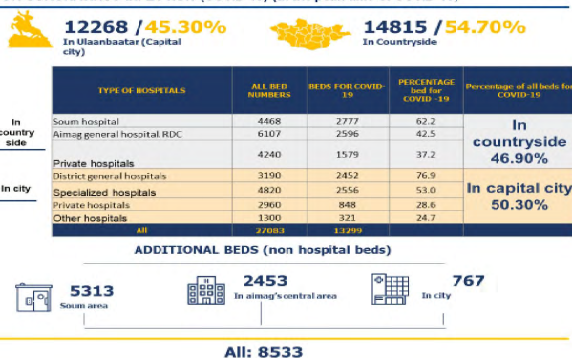 12268 /45.30%
In Ulaanbaatar (Capital
city)
14815 / 54.70%
In Countryside
TYPE OF HOSPITALS
ALL BED
NUMBERS
BEDS FOR COVID-
19
PERCENTAGE
bed for
COVID -19
Percentage of all beds for
COVID-19
In
country
side
Soum hospital 4468 2777 62.2
Aimag general hospital RDC 6107 2596 42.5
Private hospitals 4240 1579 37.2
In
countryside
46.90%
In city
District general hospitals 3190 2452 76.9
Specialized hospitals 4820 2556 53.0
Private hospitals 2960 848 28.6
Other hospitals 1300 321 24.7
In capital city
50.30%
All 27083 13299
ADDITIONAL BEDS (non hospital beds)
5313
Soum area
2453
In aimag's central area
767
In city
All: 8533